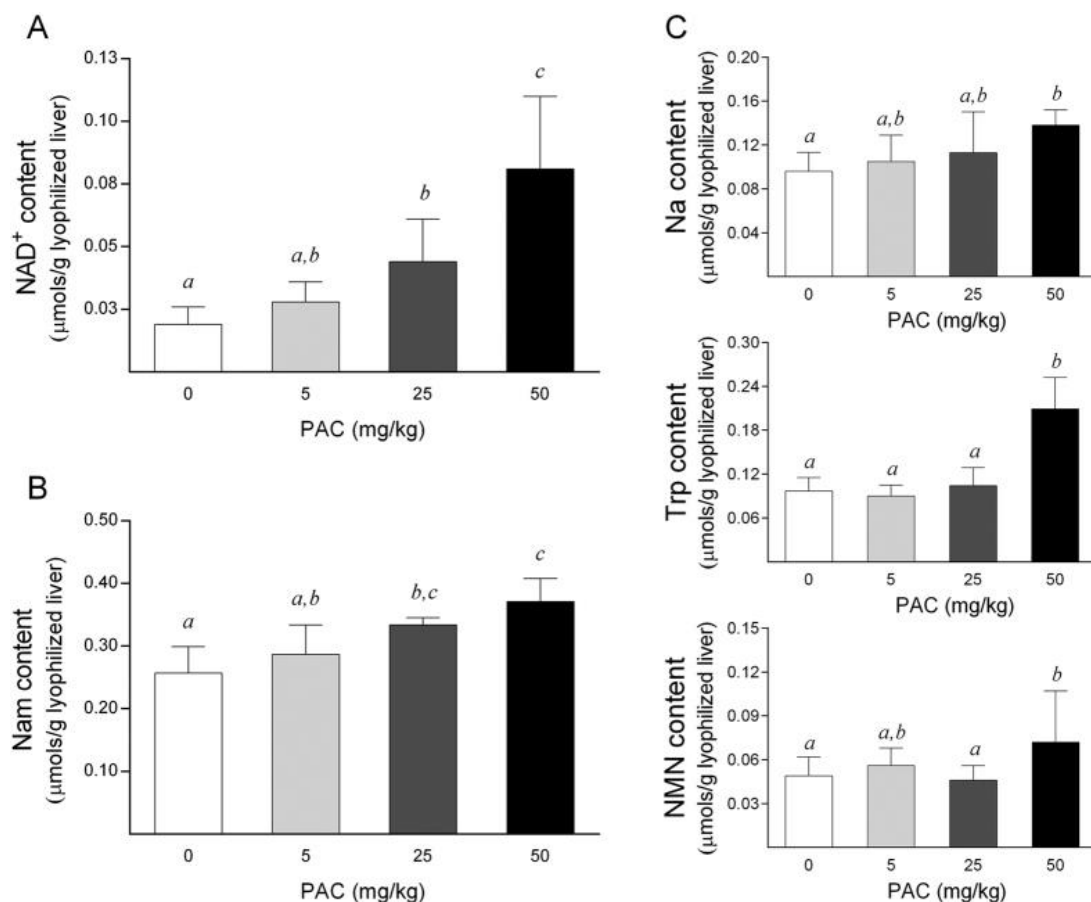 A
NAD⁺ content
(μmols/g lyophilized liver)
0.13
0.10
0.08
0.05
0.03
a
a,b
b
c
0 5 25 50
PAC (mg/kg)
B
Nam content
(μmols/g lyophilized liver)
0.50
0.40
0.30
0.20
0.10
a
a,b
b,c
c
0 5 25 50
PAC (mg/kg)
C
Na content
(μmols/g lyophilized liver)
0.20
0.16
0.12
0.08
0.04
a
a,b
a,b
b
0 5 25 50
PAC (mg/kg)
Trp content
(μmols/g lyophilized liver)
0.30
0.24
0.18
0.12
0.06
a
a
a
b
0 5 25 50
PAC (mg/kg)
NMN content
(μmols/g lyophilized liver)
0.15
0.12
0.09
0.06
0.03
a
a,b
a
b
0 5 25 50
PAC (mg/kg)